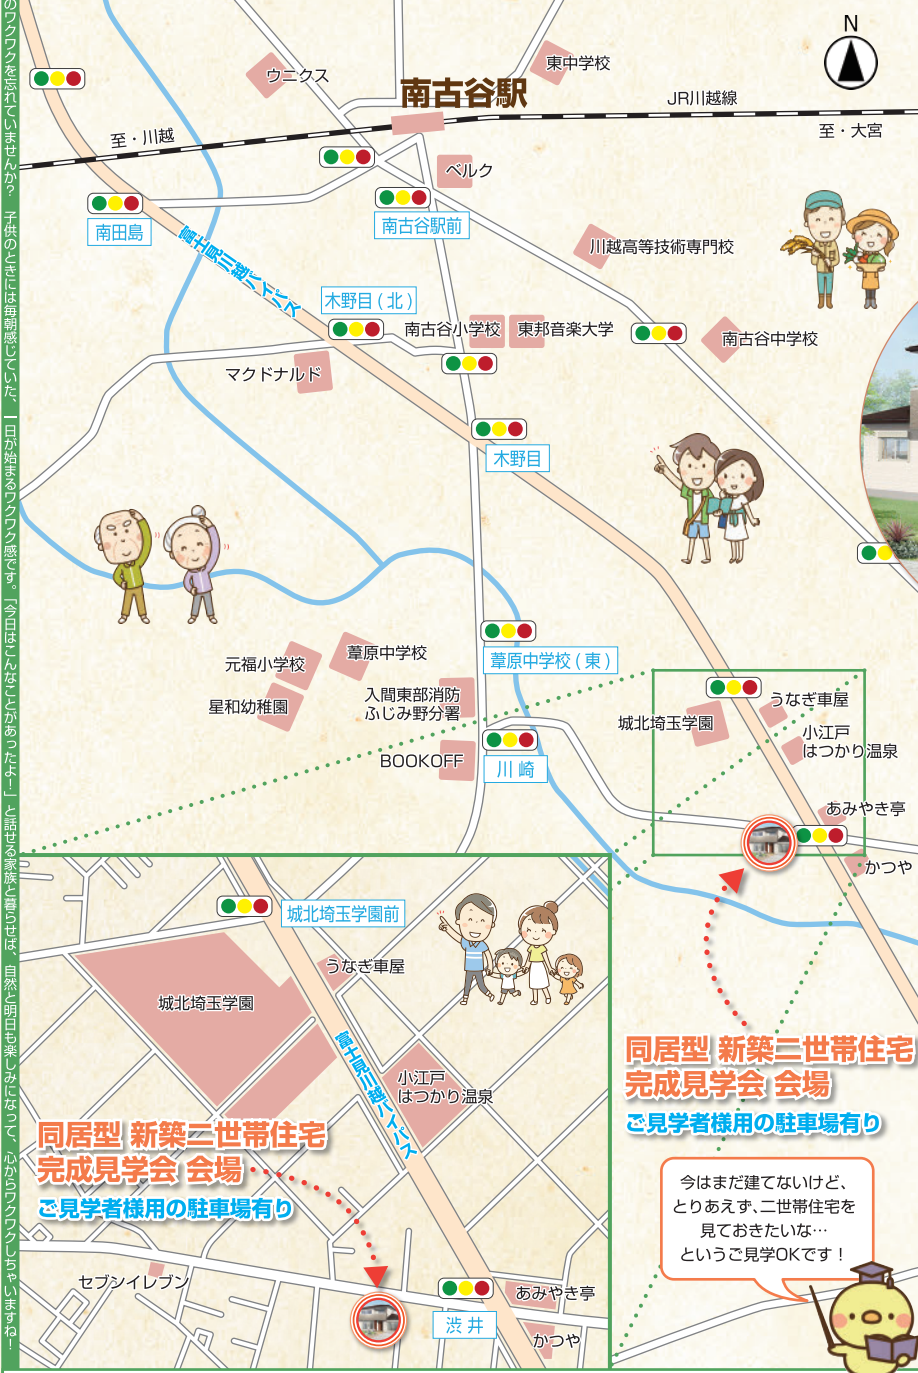 のワクワクを忘れていませんか？ 子供のときには毎朝感じていた、一日が始まるワクワク感です。「今日はこんなことがあったよ！」と話せる家族と暮らせば、自然と明日も楽しみになって、心からワクワクしちゃいますね！
N
ウニクス
東中学校
南古谷駅
JR川越線
至・川越
至・大宮
ベルク
南田島
南古谷駅前
富士見川越バイパス
川越高等技術専門校
木野目(北)
南古谷小学校
東邦音楽大学
南古谷中学校
マクドナルド
木野目
元福小学校
葦原中学校
葦原中学校(東)
星和幼稚園
入間東部消防
ふじみ野分署
城北埼玉学園
うなぎ車屋
小江戸
はつかり温泉
BOOKOFF
川崎
あみやき亭
かつや
城北埼玉学園前
うなぎ車屋
城北埼玉学園
富士見川越バイパス
小江戸
はつかり温泉
同居型 新築二世帯住宅
完成見学会 会場
ご見学者様用の駐車場有り
同居型 新築二世帯住宅
完成見学会 会場
ご見学者様用の駐車場有り
今はまだ建てないけど、
とりあえず、二世帯住宅を
見ておきたいな…
というご見学OKです！
セブンイレブン
あみやき亭
渋井
かつや